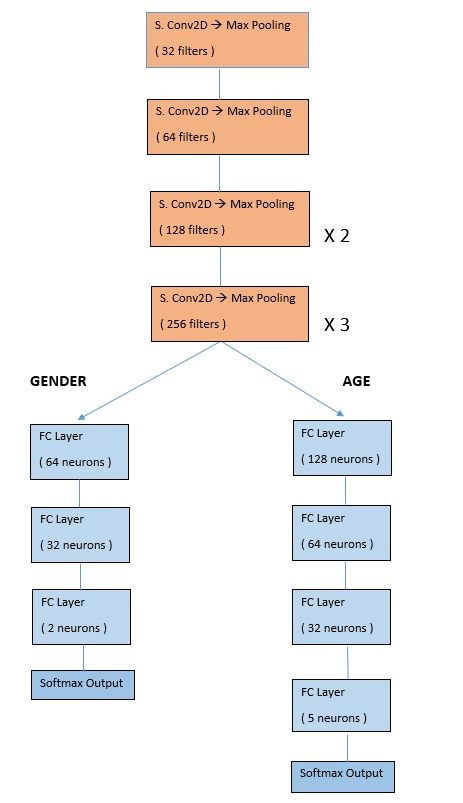 S. Conv2D → Max Pooling
( 32 filters )
S. Conv2D → Max Pooling
( 64 filters )
S. Conv2D → Max Pooling
( 128 filters )
X 2
S. Conv2D → Max Pooling
( 256 filters )
X 3
GENDER
FC Layer
( 64 neurons )
FC Layer
( 32 neurons )
FC Layer
( 2 neurons )
Softmax Output
AGE
FC Layer
( 128 neurons )
FC Layer
( 64 neurons )
FC Layer
( 32 neurons )
FC Layer
( 5 neurons )
Softmax Output